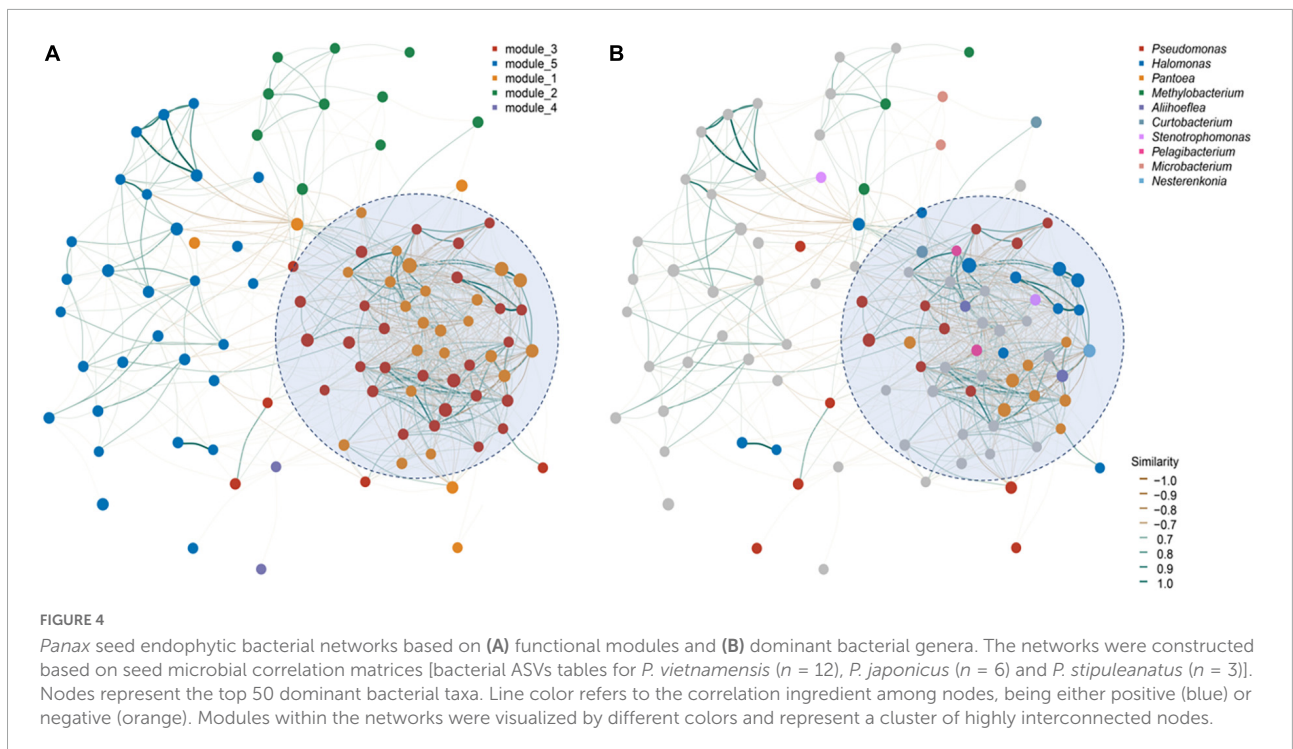 A
module_3
module_5
module_1
module_2
module_4
B
Pseudomonas
Halomonas
Pantoea
Methylobacterium
Aliihoeflea
Curtobacterium
Stenotrophomonas
Pelagibacterium
Microbacterium
Nesterenkonia
Similarity
−1.0
−0.9
−0.8
−0.7
0.7
0.8
0.9
1.0
FIGURE 4
Panax seed endophytic bacterial networks based on (A) functional modules and (B) dominant bacterial genera. The networks were constructed
based on seed microbial correlation matrices [bacterial ASVs tables for P. vietnamensis (n = 12), P. japonicus (n = 6) and P. stipuleanatus (n = 3)].
Nodes represent the top 50 dominant bacterial taxa. Line color refers to the correlation ingredient among nodes, being either positive (blue) or
negative (orange). Modules within the networks were visualized by different colors and represent a cluster of highly interconnected nodes.